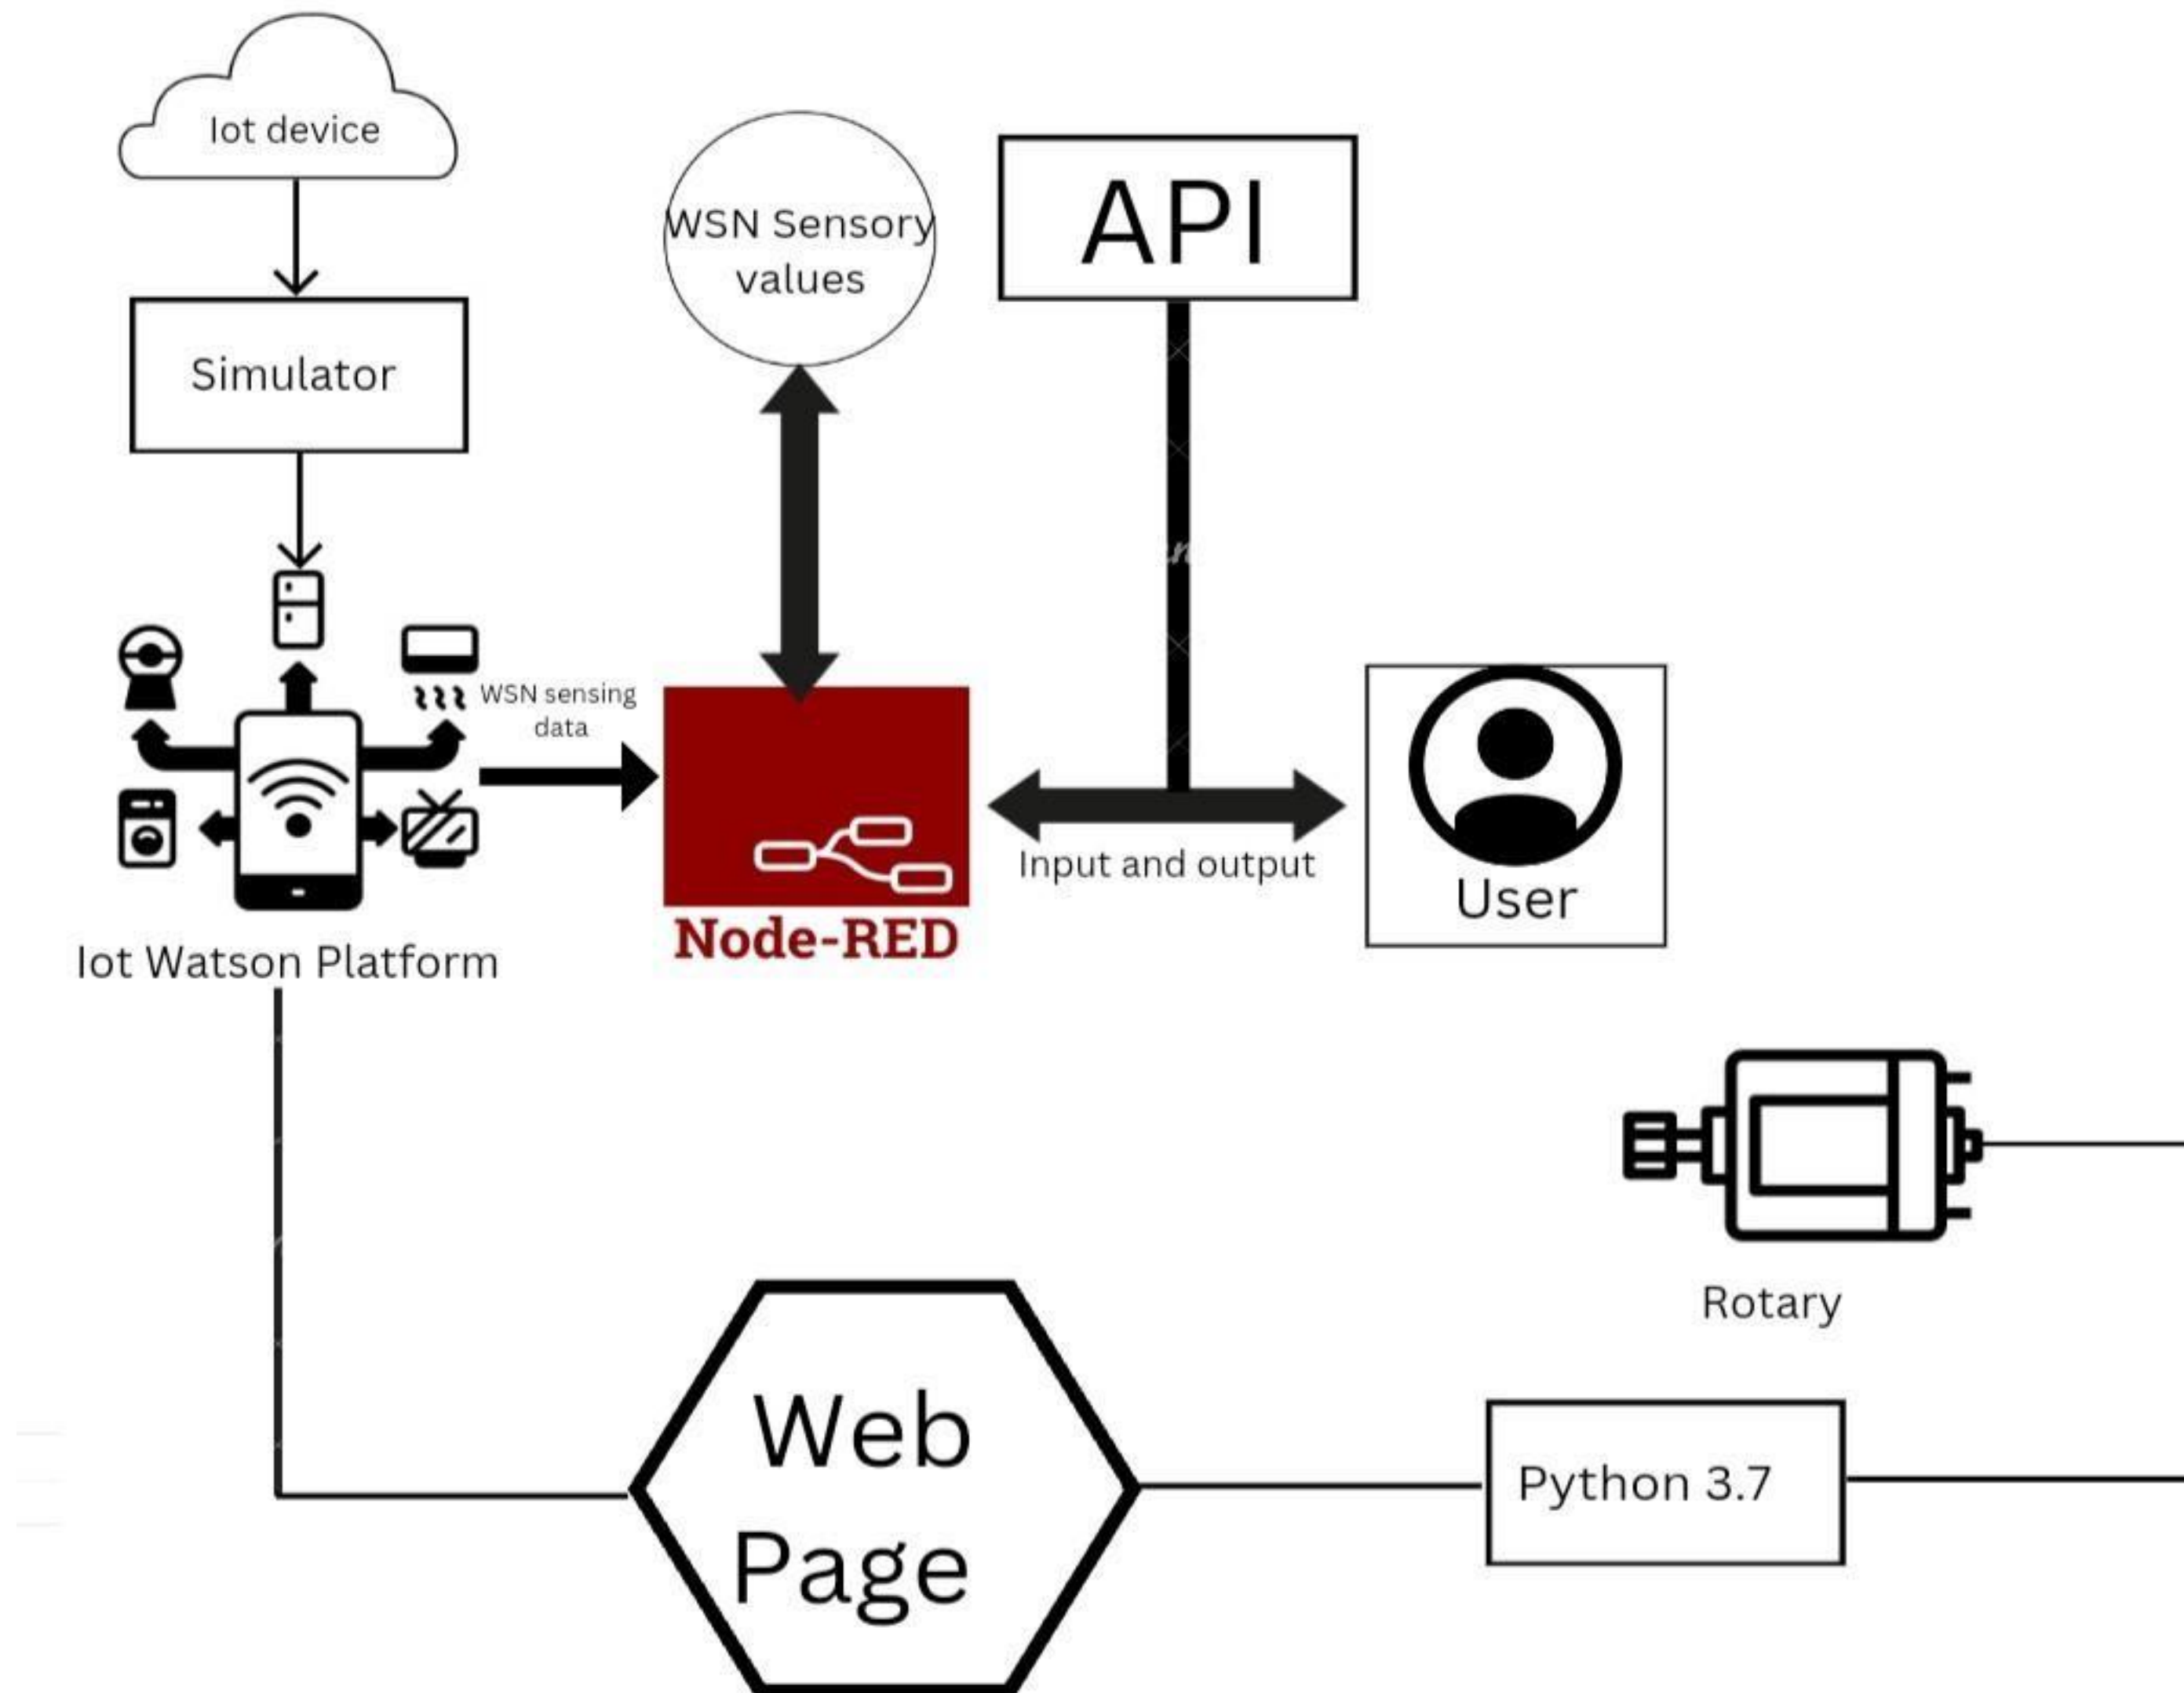 Iot device
Simulator
WSN Sensory
values
API
WSN sensing
data
Input and output
User
Node-RED
Iot Watson Platform
Rotary
Web
Page
Python 3.7